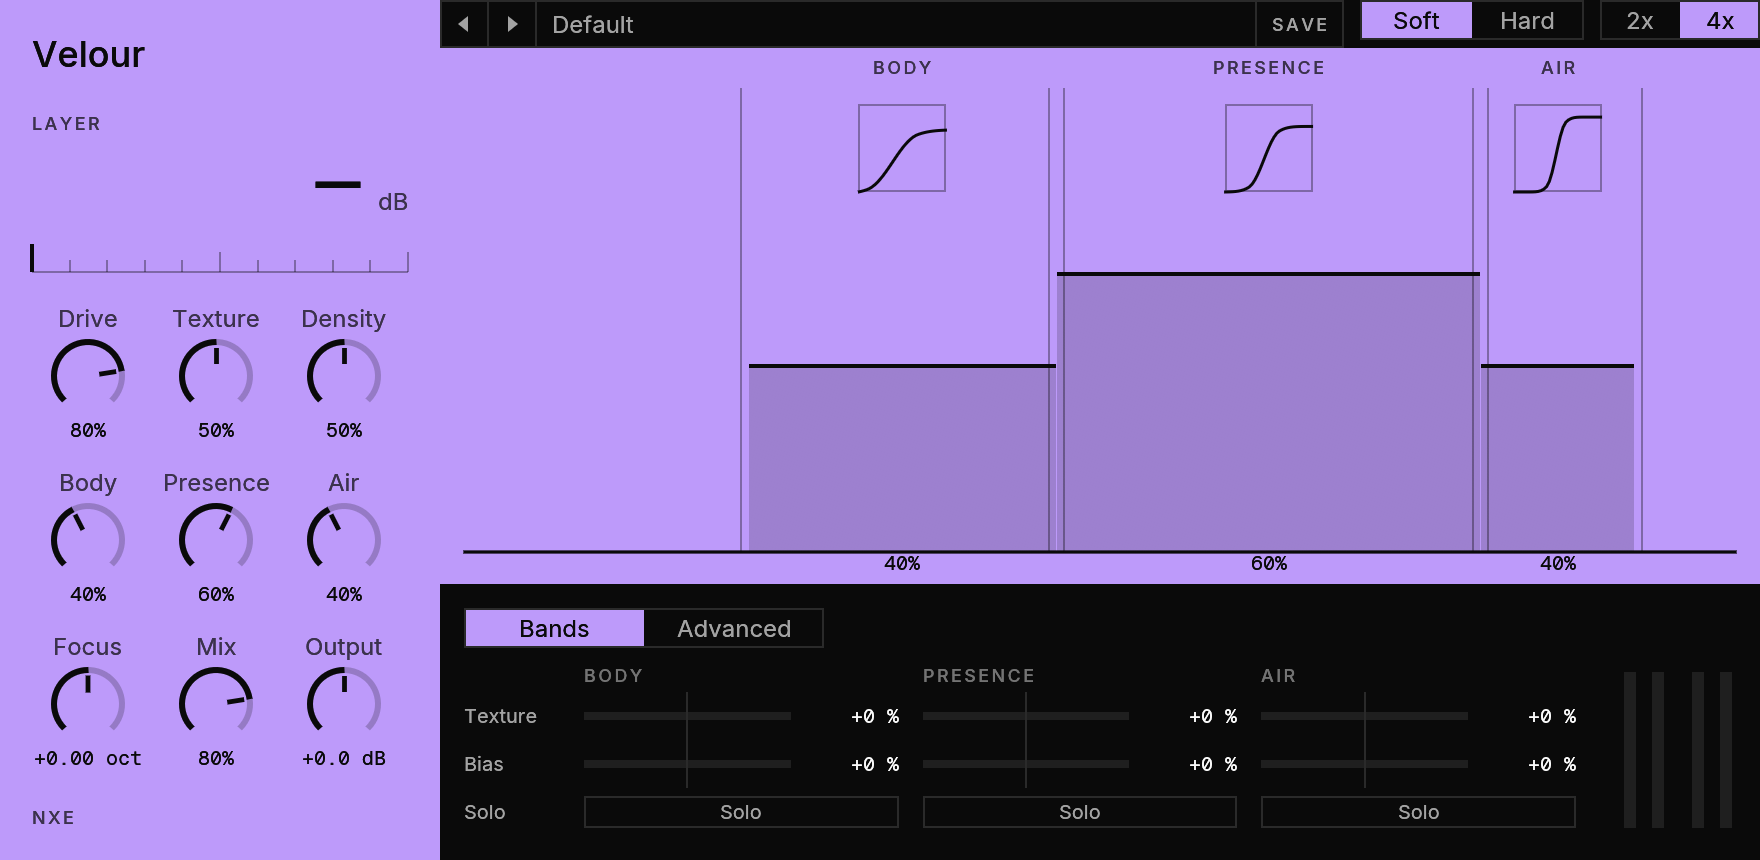 Velour
LAYER
— dB
Drive Texture Density
80% 50% 50%
Body Presence Air
40% 60% 40%
Focus Mix Output
+0.00 oct 80% +0.0 dB
NXE
Default SAVE Soft Hard 2x 4x
BODY PRESENCE AIR
40% 60% 40%
Bands Advanced
BODY PRESENCE AIR
Texture +0 % +0 % +0 %
Bias +0 % +0 % +0 %
Solo Solo Solo Solo